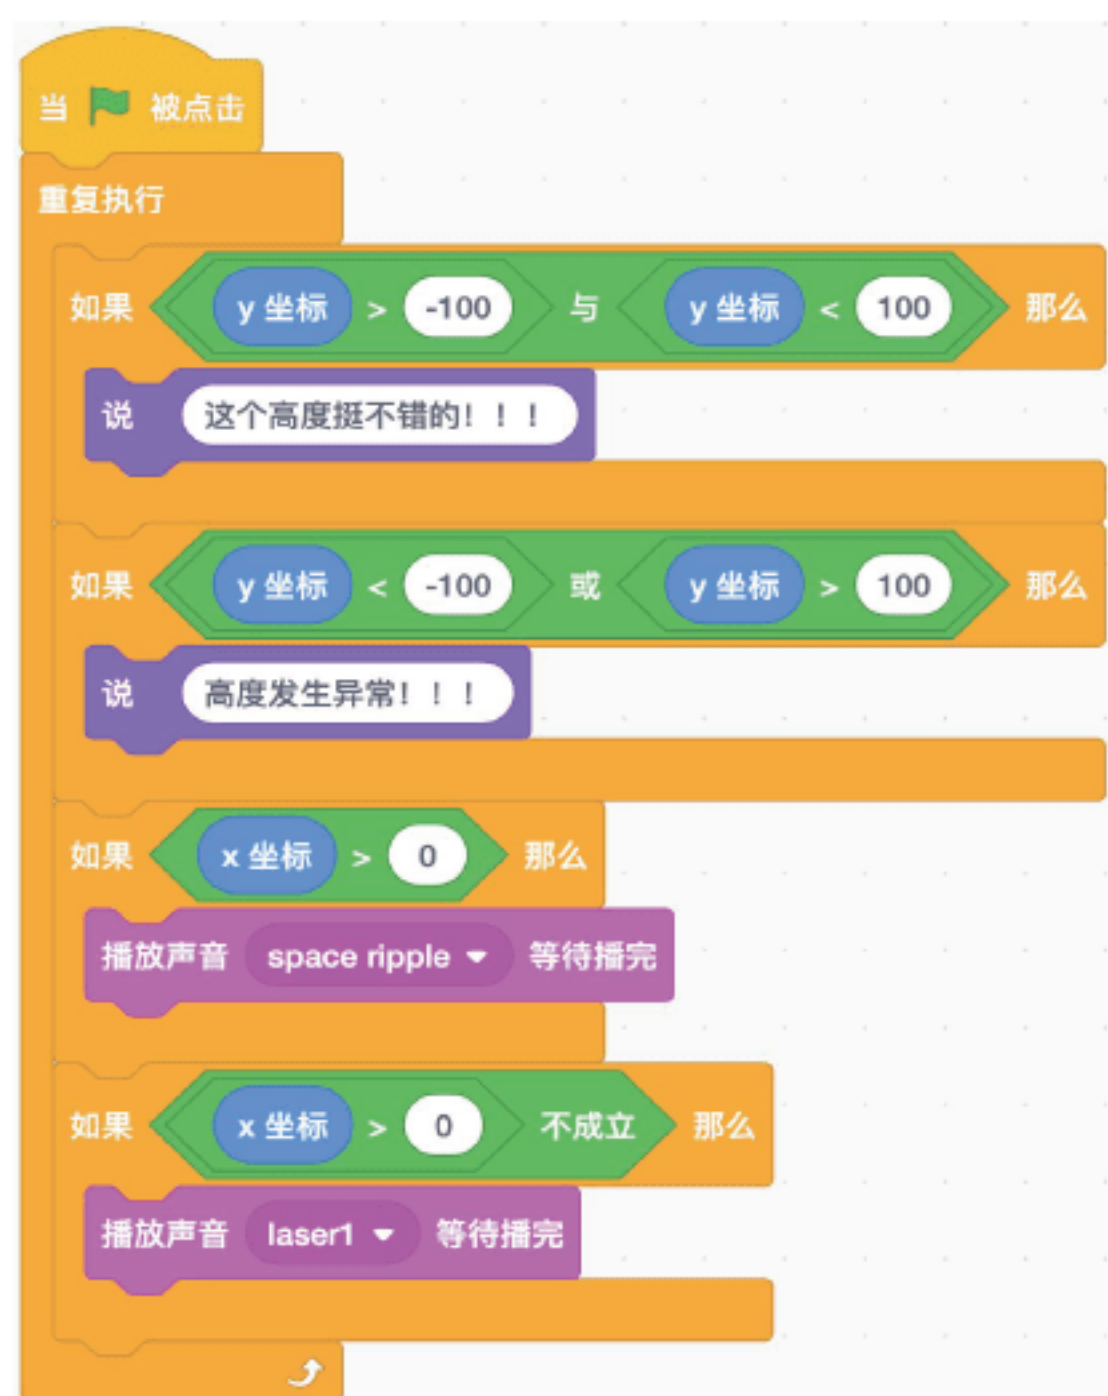 当 被点击
重复执行
如果 y 坐标 > -100 与 y 坐标 < 100 那么
说 这个高度挺不错的！！！
如果 y 坐标 < -100 或 y 坐标 > 100 那么
说 高度发生异常！！！
如果 x 坐标 > 0 那么
播放声音 space ripple 等待播完
如果 x 坐标 > 0 不成立 那么
播放声音 laser1 等待播完